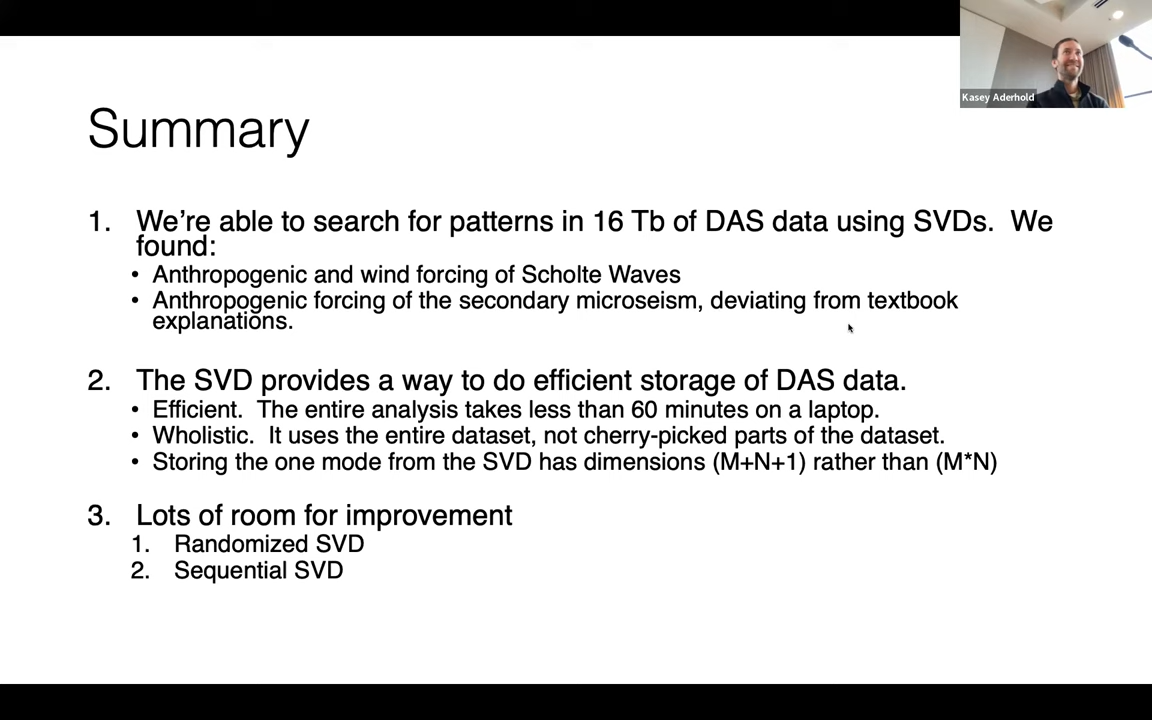 Kasey Aderhold
Summary
1. We’re able to search for patterns in 16 Tb of DAS data using SVDs.  We
found:
• Anthropogenic and wind forcing of Scholte Waves
• Anthropogenic forcing of the secondary microseism, deviating from textbook
explanations.
2. The SVD provides a way to do efficient storage of DAS data.
• Efficient.  The entire analysis takes less than 60 minutes on a laptop.
• Wholistic.  It uses the entire dataset, not cherry-picked parts of the dataset.
• Storing the one mode from the SVD has dimensions (M+N+1) rather than (M*N)
3. Lots of room for improvement
1. Randomized SVD
2. Sequential SVD